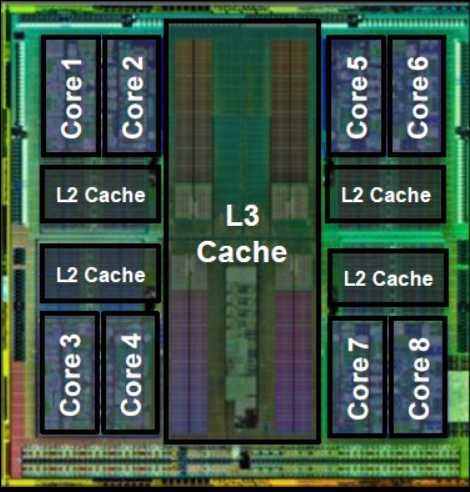 Core 1
Core 2
Core 5
Core 6
L2 Cache
L2 Cache
L3
Cache
L2 Cache
L2 Cache
Core 3
Core 4
Core 7
Core 8